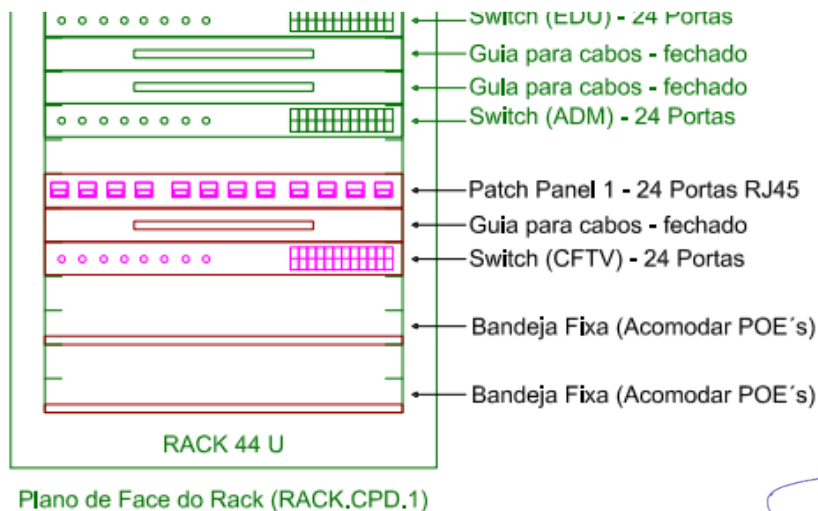 Switch (EDU) - 24 Portas
Guia para cabos - fechado
Gula para cabos - fechado
Switch (ADM) - 24 Portas
Patch Panel 1 - 24 Portas RJ45
Guia para cabos - fechado
Switch (CFTV) - 24 Portas
Bandeja Fixa (Acomodar POE´s)
Bandeja Fixa (Acomodar POE´s)
RACK 44 U
Plano de Face do Rack (RACK.CPD.1)